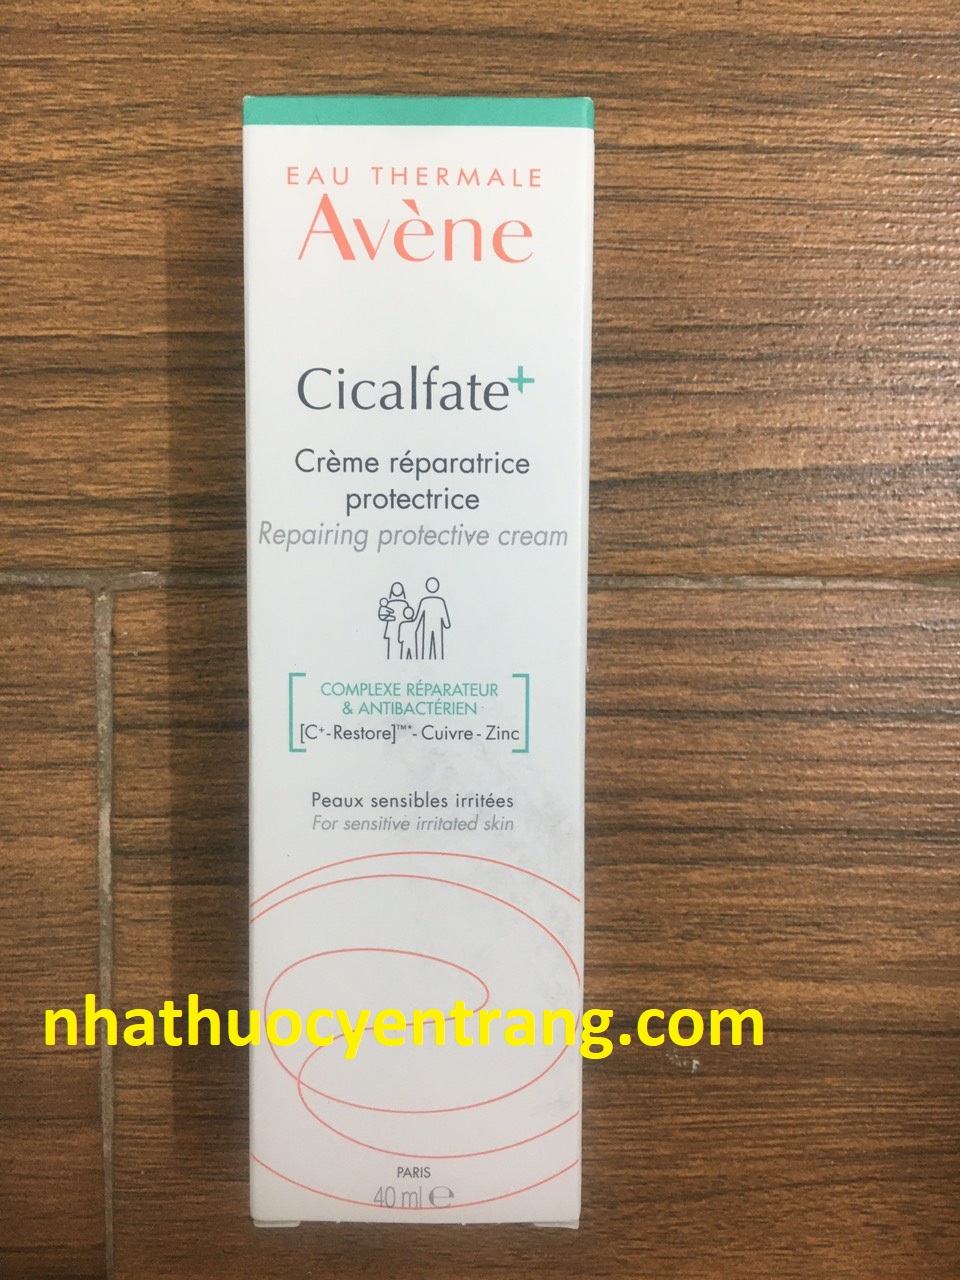 EAU THERMALE
Avène
Cicalfate+
Crème réparatrice
protectrice
Repairing protective cream
COMPLEXE RÉPARATEUR
& ANTIBACTÉRIEN
[C+-Restore]™*- Cuivre - Zinc
Peaux sensibles irritées
For sensitive irritated skin
nhathuocyentrang.com
PARIS
40 ml ℮